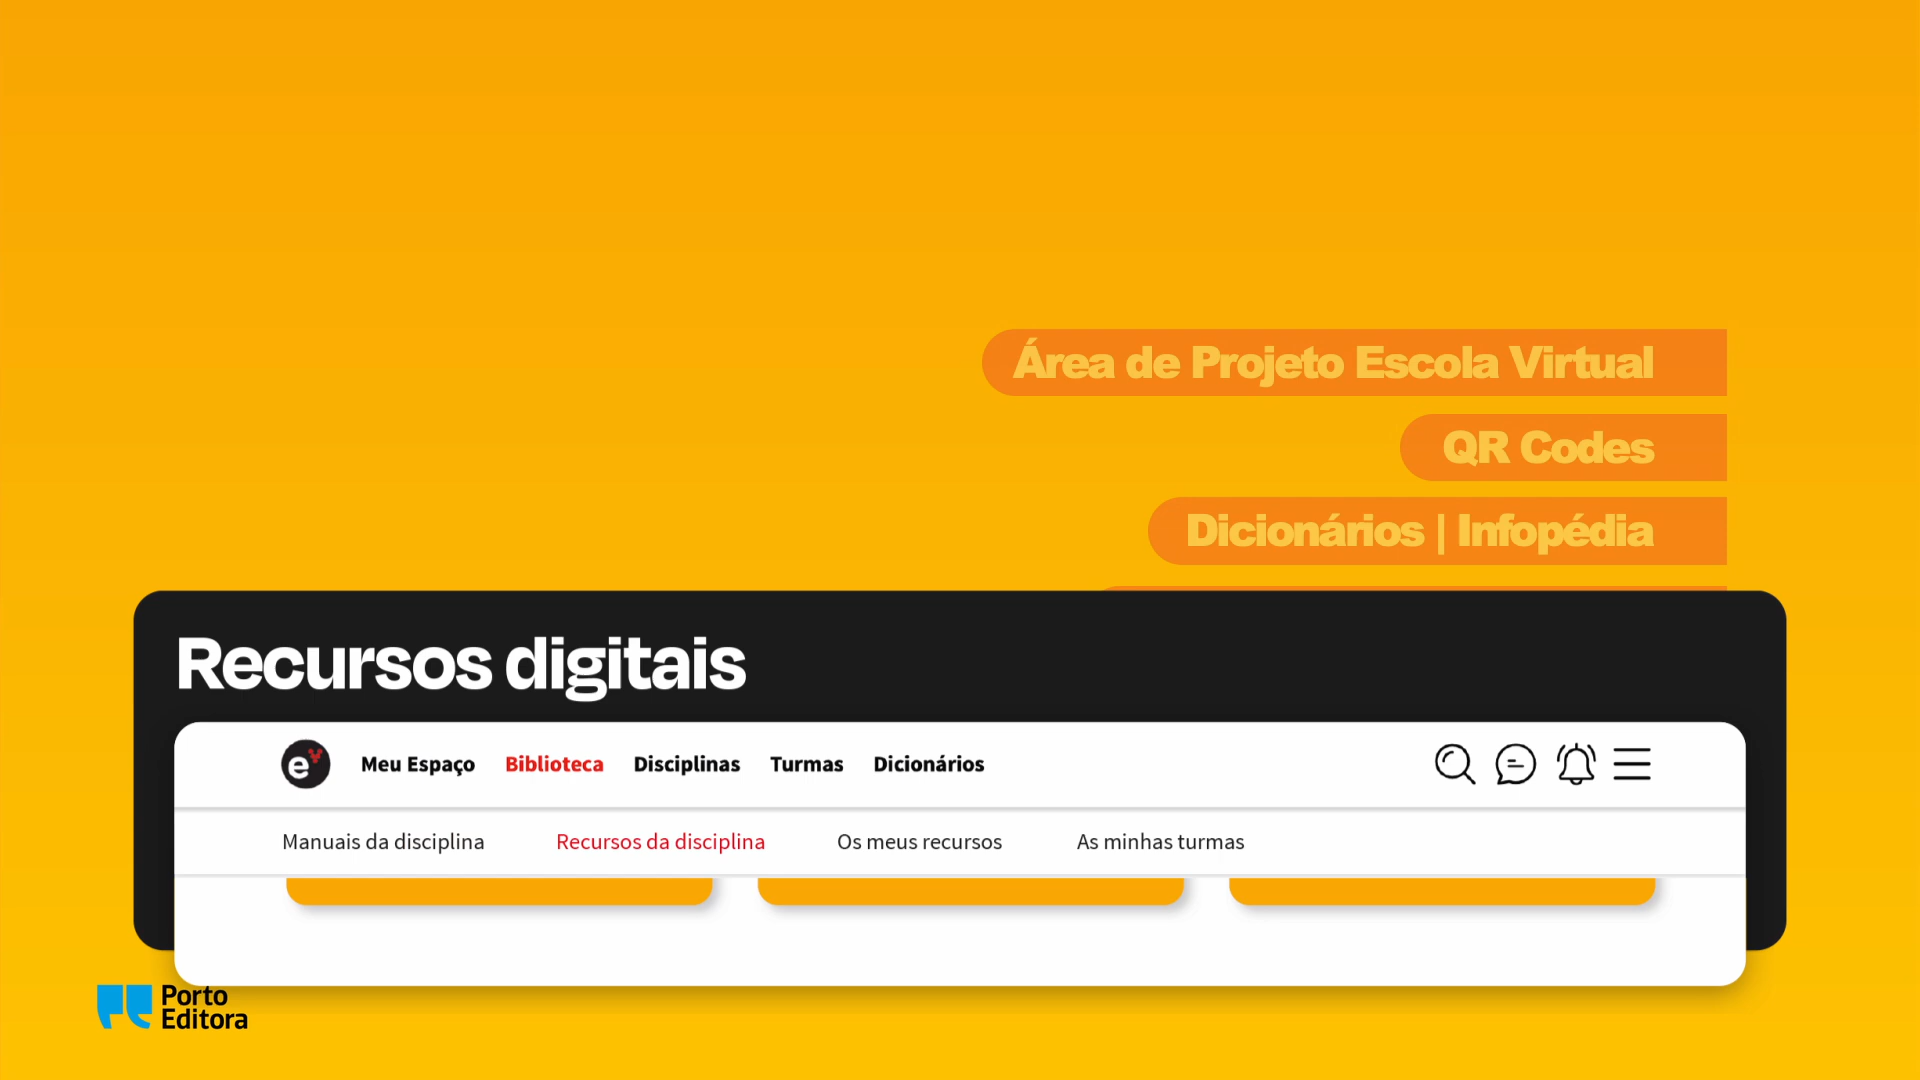 Área de Projeto Escola Virtual
QR Codes
Dicionários | Infopédia
Recursos digitais
e
Meu Espaço Biblioteca Disciplinas Turmas Dicionários
Manuais da disciplina Recursos da disciplina Os meus recursos As minhas turmas
Porto
Editora